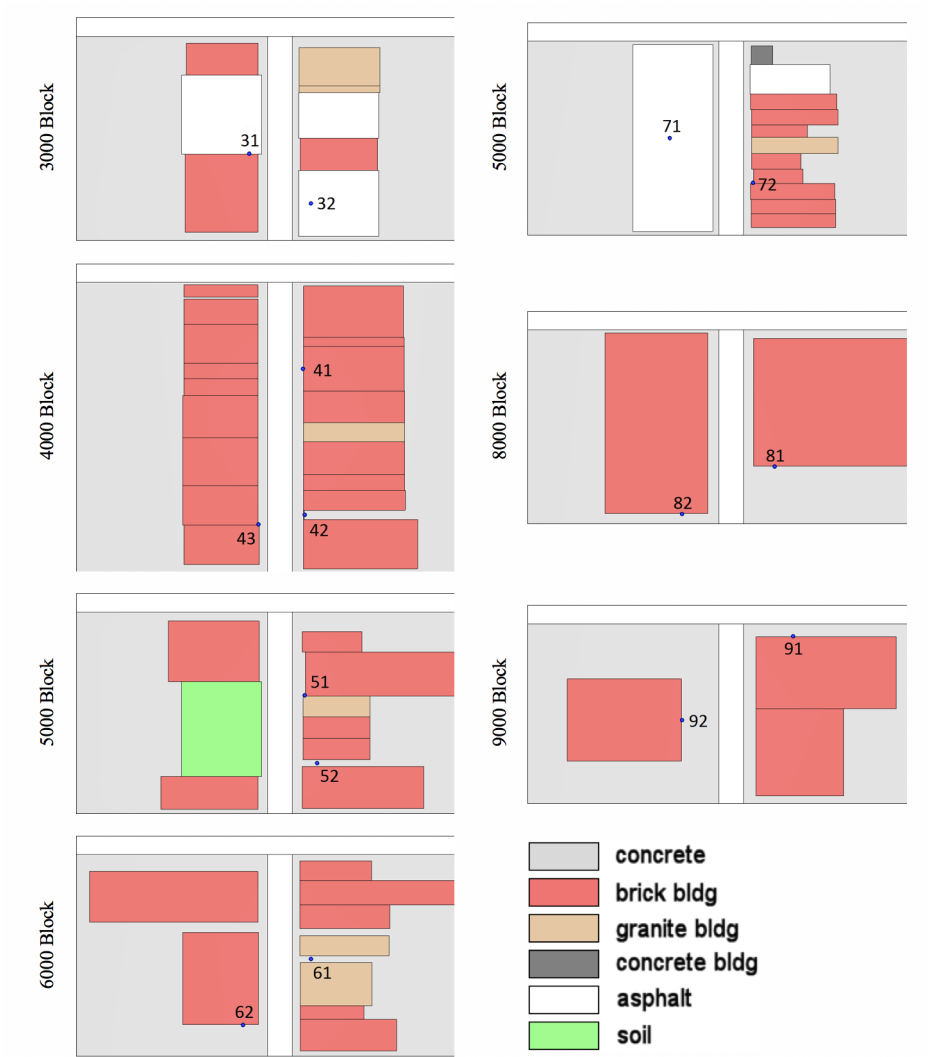 3000 Block
31
32
4000 Block
41
42
43
5000 Block
51
52
6000 Block
61
62
5000 Block
71
72
8000 Block
81
82
9000 Block
91
92
concrete
brick bldg
granite bldg
concrete bldg
asphalt
soil